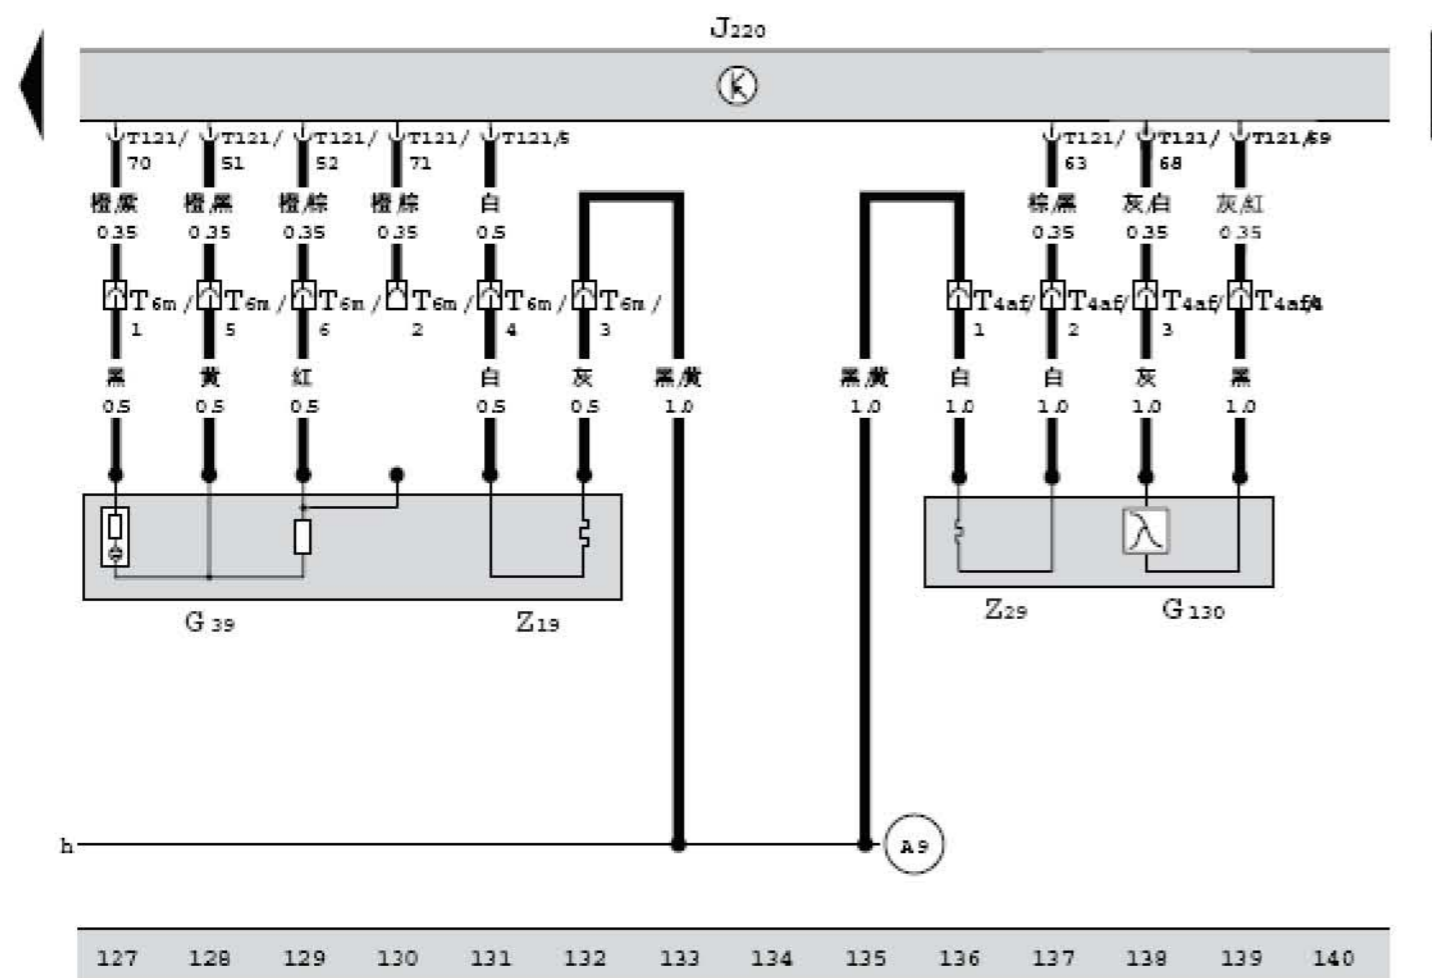 J220
K
T121/ T121/ T121/ T121/ T121/5 T121/ T121/ T121/69
70 51 52 71 63 68
橙/紫 橙/黑 橙/棕 橙/棕 白 棕/黑 灰/白 灰/紅
0.35 0.35 0.35 0.35 0.5 0.35 0.35 0.35
T6m/ T6m/ T6m/ T6m/ T6m/ T6m/ T4af/ T4af/ T4af/ T4af/4
1 5 6 2 4 3 1 2 3
黑 黄 紅 白 灰 黑/黄 黑/黄 白 白 灰 黑
0.5 0.5 0.5 0.5 0.5 1.0 1.0 1.0 1.0 1.0 1.0
G39 Z19 Z29 G130
h A9
127 128 129 130 131 132 133 134 135 136 137 138 139 140